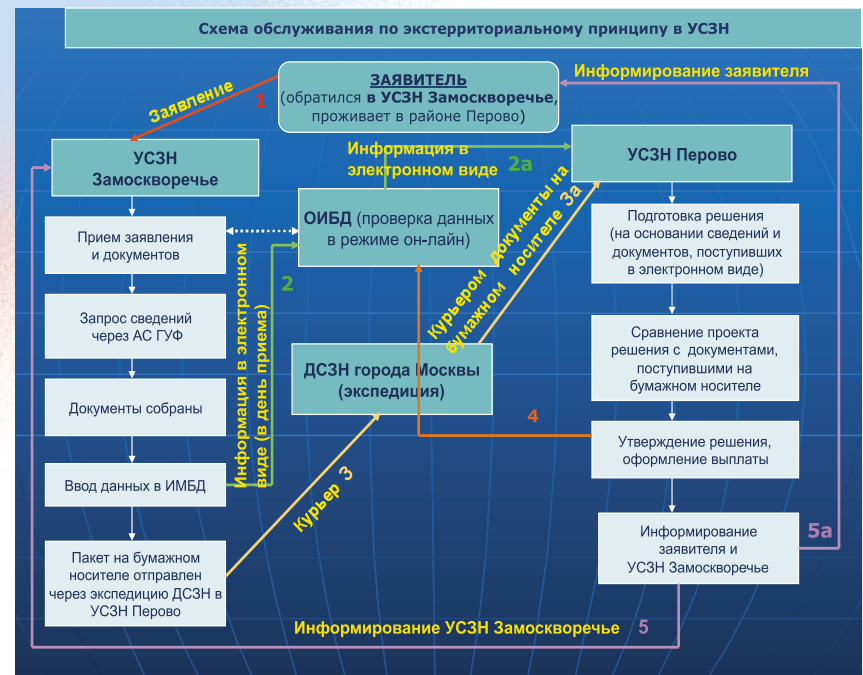 Схема обслуживания по экстерриториальному принципу в УСЗН
ЗАЯВИТЕЛЬ
(обратился в УСЗН Замоскворечье,
проживает в районе Перово)
Информирование заявителя
Заявление
1
УСЗН
Замоскворечье
Информация в
электронном виде
2а
УСЗН Перово
Прием заявления
и документов
ОИБД (проверка данных
в режиме он-лайн)
Курьером документы на
бумажном носителе 3а
Подготовка решения
(на основании сведений и
документов, поступивших
в электронном виде)
2
Информация в электронном
виде (в день приема)
Запрос сведений
через АС ГУФ
Сравнение проекта
решения с документами,
поступившими на
бумажном носителе
ДСЗН города Москвы
(экспедиция)
Документы собраны
4
Утверждение решения,
оформление выплаты
Ввод данных в ИМБД
Курьер 3
Информирование
заявителя и
УСЗН Замоскворечье
5а
Пакет на бумажном
носителе отправлен
через экспедицию ДСЗН в
УСЗН Перово
Информирование УСЗН Замоскворечье 5